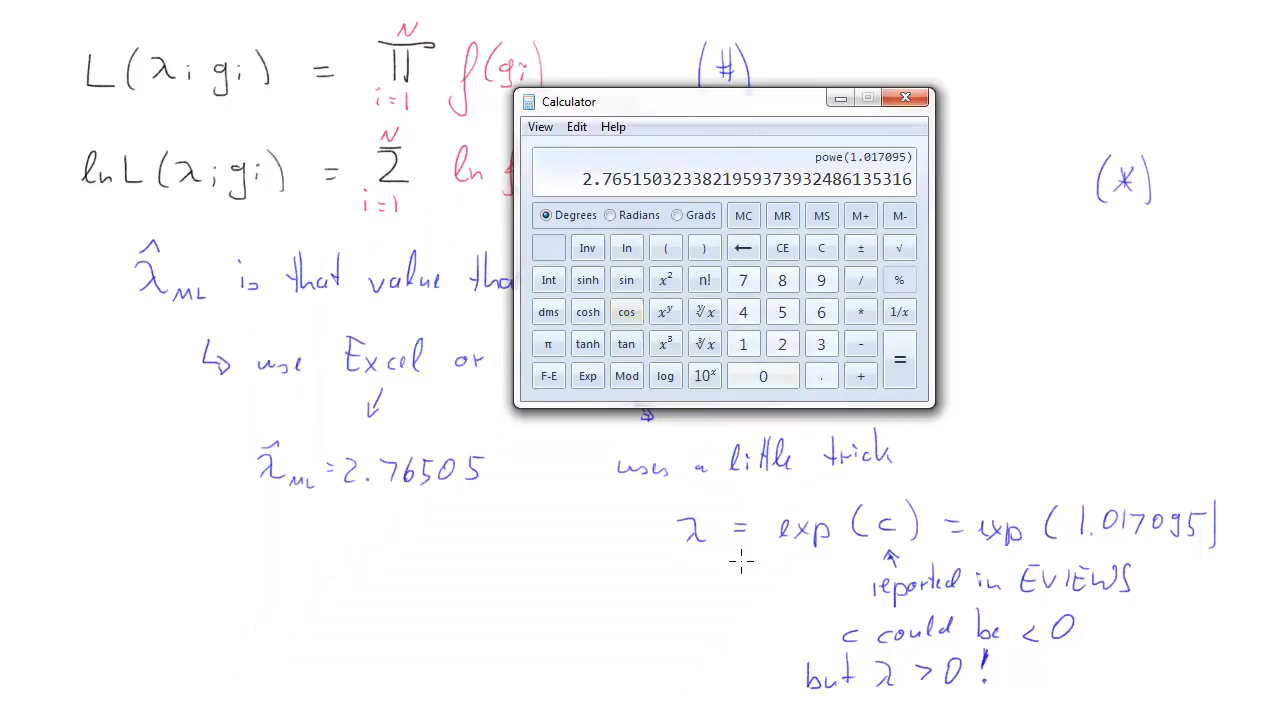 L(λ; gi) = ∏ i=1 N f(gi) (#)
lnL(λ; gi) = Σ i=1 N ln (*)
λ̂ML is that value tha
↳ use Excel or
λ̂ML = 2.76505
uses a little trick
λ = exp(c) = exp(1.017095)
reported in EVIEWS
c could be < 0
but λ > 0 !
Calculator
View Edit Help
powe(1.017095)
2.7651503233821959373932486135316
Degrees Radians Grads MC MR MS M+ M-
Inv ln ( ) ← CE C ± √
Int sinh sin x² n! 7 8 9 / %
dms cosh cos xʸ ʸ√x 4 5 6 * 1/x
π tanh tan x³ ³√x 1 2 3 - =
F-E Exp Mod log 10ˣ 0 . +